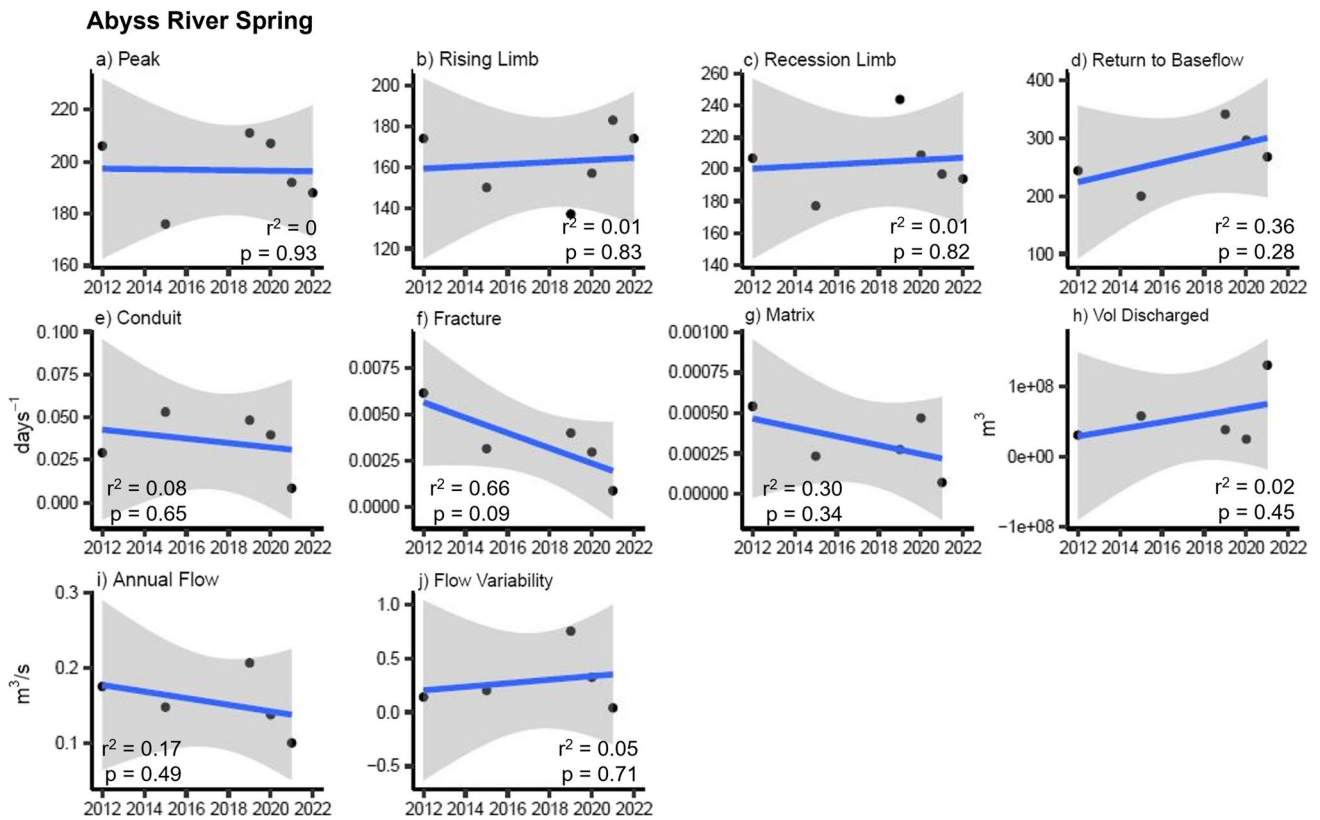 Abyss River Spring
a) Peak
220
200
180
160
r² = 0
p = 0.93
2012 2014 2016 2018 2020 2022
b) Rising Limb
200
180
160
140
120
r² = 0.01
p = 0.83
2012 2014 2016 2018 2020 2022
c) Recession Limb
260
240
220
200
180
160
140
r² = 0.01
p = 0.82
2012 2014 2016 2018 2020 2022
d) Return to Baseflow
400
300
200
100
r² = 0.36
p = 0.28
2012 2014 2016 2018 2020 2022
e) Conduit
days⁻¹
0.100
0.075
0.050
0.025
0.000
r² = 0.08
p = 0.65
2012 2014 2016 2018 2020 2022
f) Fracture
0.0075
0.0050
0.0025
0.0000
r² = 0.66
p = 0.09
2012 2014 2016 2018 2020 2022
g) Matrix
0.00100
0.00075
0.00050
0.00025
0.00000
r² = 0.30
p = 0.34
2012 2014 2016 2018 2020 2022
h) Vol Discharged
m³
1e+08
0e+00
−1e+08
r² = 0.02
p = 0.45
2012 2014 2016 2018 2020 2022
i) Annual Flow
m³/s
0.3
0.2
0.1
r² = 0.17
p = 0.49
2012 2014 2016 2018 2020 2022
j) Flow Variability
1.0
0.5
0.0
−0.5
r² = 0.05
p = 0.71
2012 2014 2016 2018 2020 2022